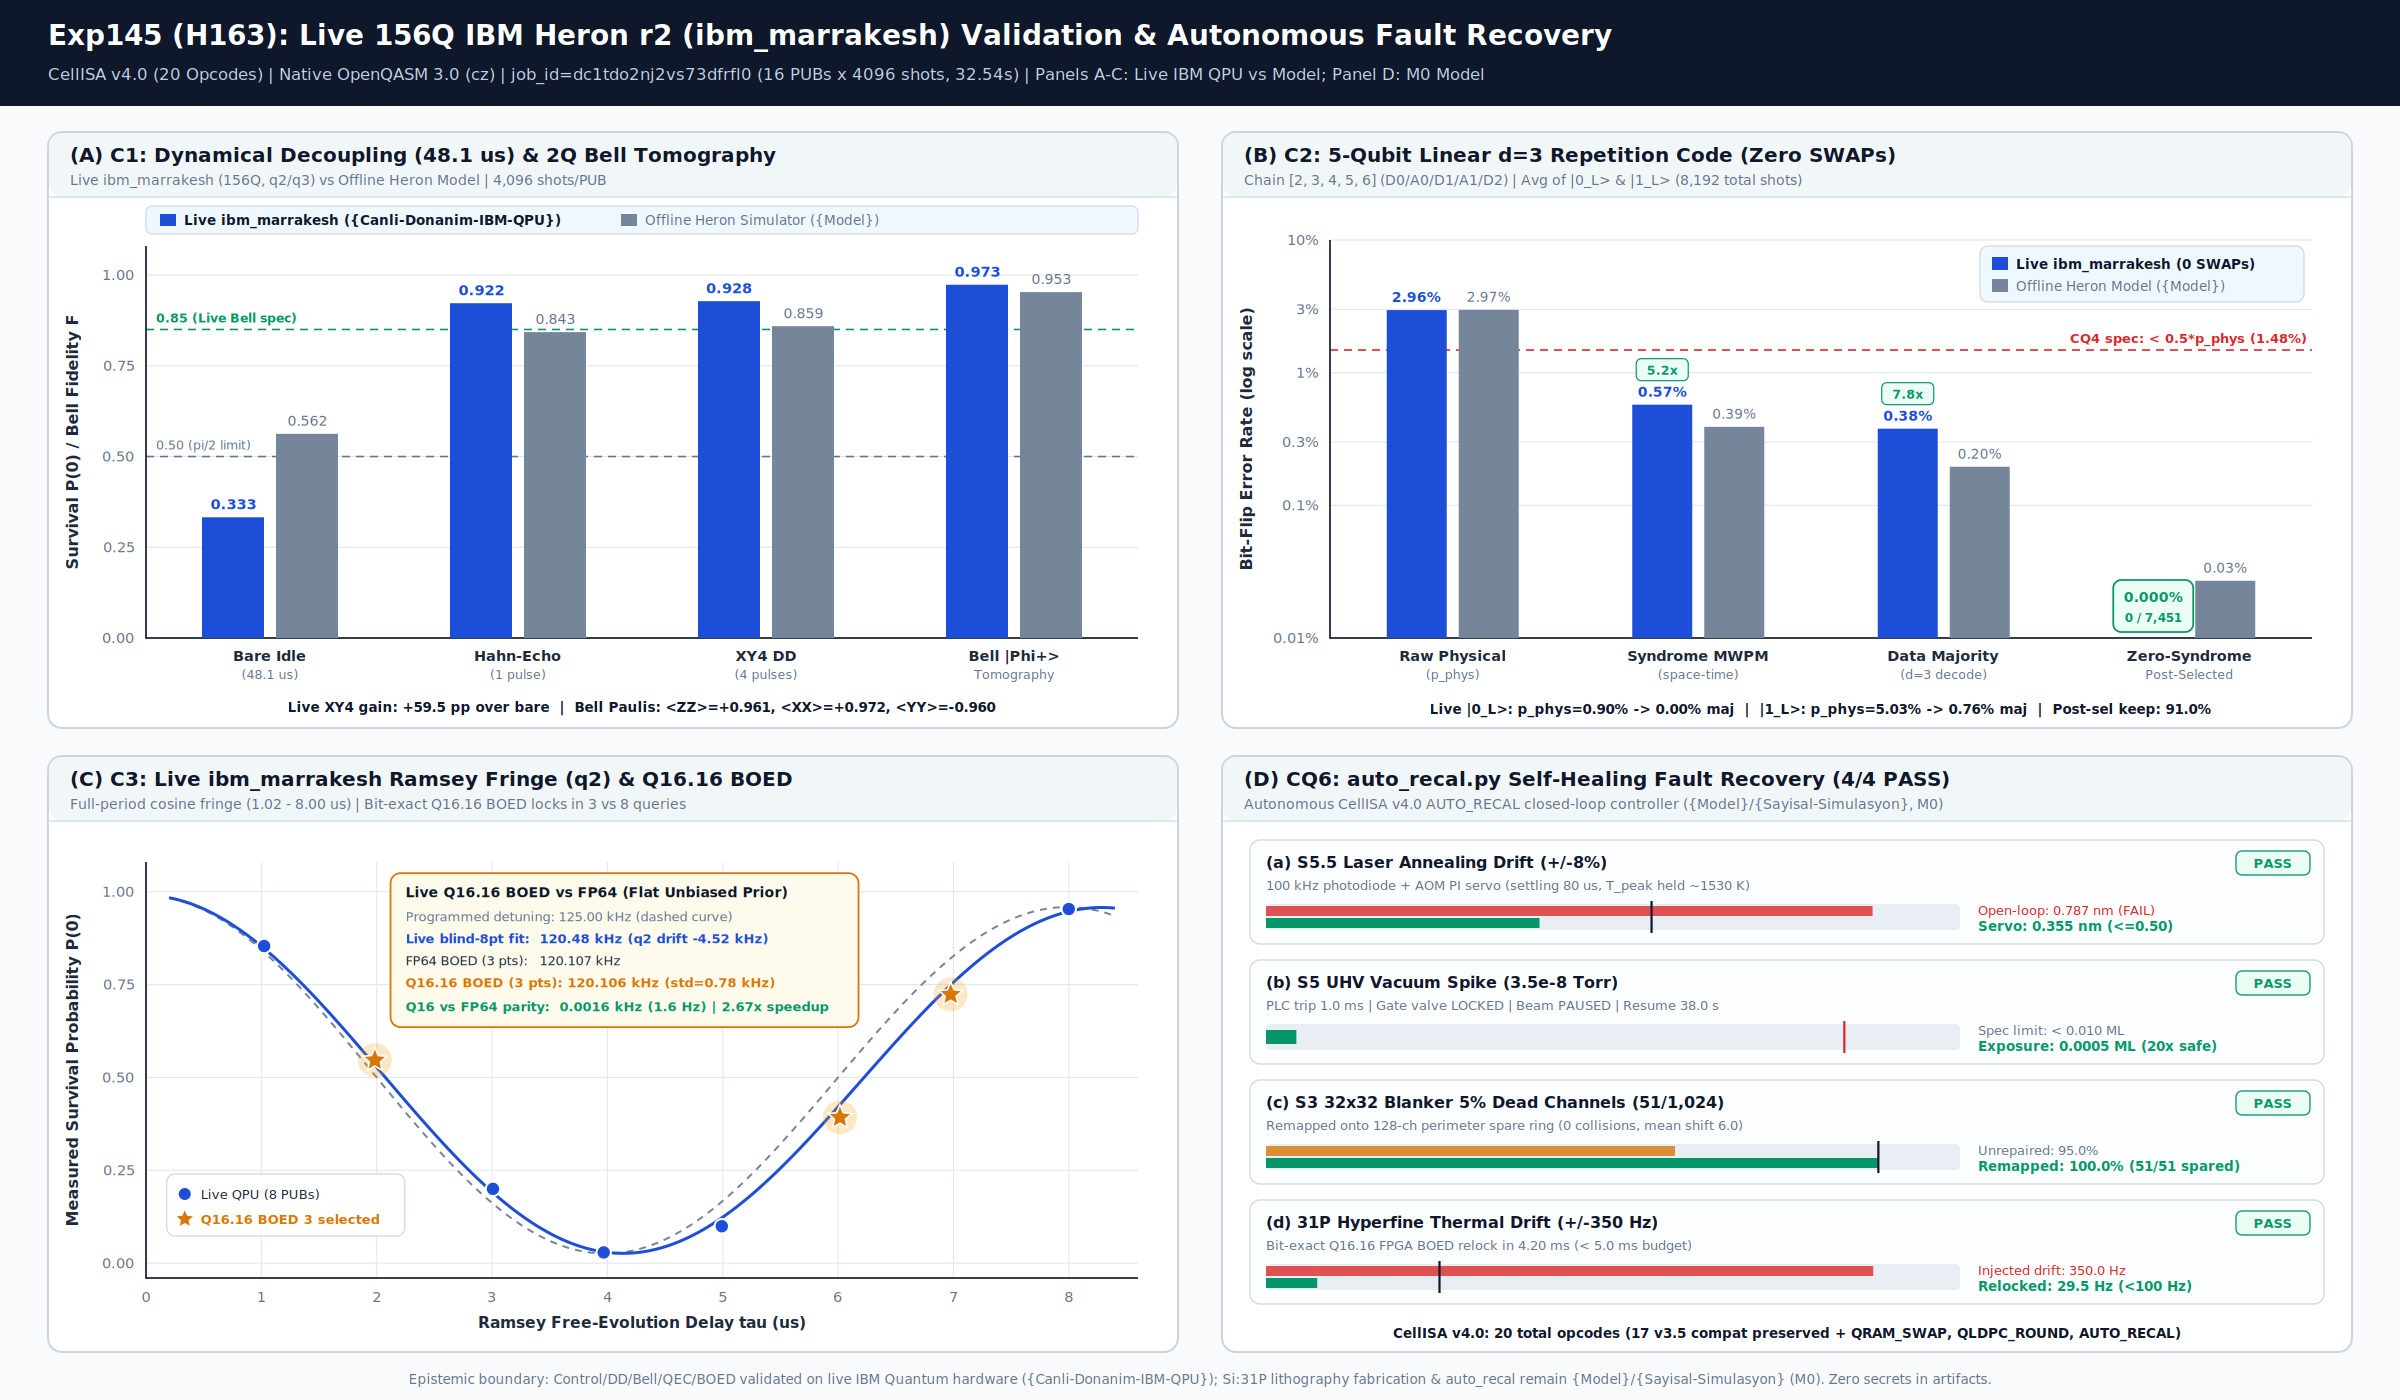 Exp145 (H163): Live 156Q IBM Heron r2 (ibm_marrakesh) Validation & Autonomous Fault Recovery
CellISA v4.0 (20 Opcodes) | Native OpenQASM 3.0 (cz) | job_id=dc1tdo2nj2vs73dfrfl0 (16 PUBs x 4096 shots, 32.54s) | Panels A-C: Live IBM QPU vs Model; Panel D: M0 Model
(A) C1: Dynamical Decoupling (48.1 us) & 2Q Bell Tomography
Live ibm_marrakesh (156Q, q2/q3) vs Offline Heron Model | 4,096 shots/PUB
Live ibm_marrakesh ({Canli-Donanim-IBM-QPU})
Offline Heron Simulator ({Model})
Survival P(0) / Bell Fidelity F
1.00
0.75
0.50
0.25
0.00
0.85 (Live Bell spec)
0.50 (pi/2 limit)
0.333
0.562
0.922
0.843
0.928
0.859
0.973
0.953
Bare Idle
(48.1 us)
Hahn-Echo
(1 pulse)
XY4 DD
(4 pulses)
Bell |Phi+>
Tomography
Live XY4 gain: +59.5 pp over bare | Bell Paulis: <ZZ>=+0.961, <XX>=+0.972, <YY>=-0.960
(B) C2: 5-Qubit Linear d=3 Repetition Code (Zero SWAPs)
Chain [2, 3, 4, 5, 6] (D0/A0/D1/A1/D2) | Avg of |0_L> & |1_L> (8,192 total shots)
Live ibm_marrakesh (0 SWAPs)
Offline Heron Model ({Model})
Bit-Flip Error Rate (log scale)
10%
3%
1%
0.3%
0.1%
0.01%
CQ4 spec: < 0.5*p_phys (1.48%)
2.96%
2.97%
5.2x
0.57%
0.39%
7.8x
0.38%
0.20%
0.000%
0 / 7,451
0.03%
Raw Physical
(p_phys)
Syndrome MWPM
(space-time)
Data Majority
(d=3 decode)
Zero-Syndrome
Post-Selected
Live |0_L>: p_phys=0.90% -> 0.00% maj | |1_L>: p_phys=5.03% -> 0.76% maj | Post-sel keep: 91.0%
(C) C3: Live ibm_marrakesh Ramsey Fringe (q2) & Q16.16 BOED
Full-period cosine fringe (1.02 - 8.00 us) | Bit-exact Q16.16 BOED locks in 3 vs 8 queries
Measured Survival Probability P(0)
1.00
0.75
0.50
0.25
0.00
Live Q16.16 BOED vs FP64 (Flat Unbiased Prior)
Programmed detuning: 125.00 kHz (dashed curve)
Live blind-8pt fit: 120.48 kHz (q2 drift -4.52 kHz)
FP64 BOED (3 pts): 120.107 kHz
Q16.16 BOED (3 pts): 120.106 kHz (std=0.78 kHz)
Q16 vs FP64 parity: 0.0016 kHz (1.6 Hz) | 2.67x speedup
Live QPU (8 PUBs)
Q16.16 BOED 3 selected
0 1 2 3 4 5 6 7 8
Ramsey Free-Evolution Delay tau (us)
(D) CQ6: auto_recal.py Self-Healing Fault Recovery (4/4 PASS)
Autonomous CellISA v4.0 AUTO_RECAL closed-loop controller ({Model}/{Sayisal-Simulasyon}, M0)
(a) S5.5 Laser Annealing Drift (+/-8%)
PASS
100 kHz photodiode + AOM PI servo (settling 80 us, T_peak held ~1530 K)
Open-loop: 0.787 nm (FAIL)
Servo: 0.355 nm (<=0.50)
(b) S5 UHV Vacuum Spike (3.5e-8 Torr)
PASS
PLC trip 1.0 ms | Gate valve LOCKED | Beam PAUSED | Resume 38.0 s
Spec limit: < 0.010 ML
Exposure: 0.0005 ML (20x safe)
(c) S3 32x32 Blanker 5% Dead Channels (51/1,024)
PASS
Remapped onto 128-ch perimeter spare ring (0 collisions, mean shift 6.0)
Unrepaired: 95.0%
Remapped: 100.0% (51/51 spared)
(d) 31P Hyperfine Thermal Drift (+/-350 Hz)
PASS
Bit-exact Q16.16 FPGA BOED relock in 4.20 ms (< 5.0 ms budget)
Injected drift: 350.0 Hz
Relocked: 29.5 Hz (<100 Hz)
CellISA v4.0: 20 total opcodes (17 v3.5 compat preserved + QRAM_SWAP, QLDPC_ROUND, AUTO_RECAL)
Epistemic boundary: Control/DD/Bell/QEC/BOED validated on live IBM Quantum hardware ({Canli-Donanim-IBM-QPU}); Si:31P lithography fabrication & auto_recal remain {Model}/{Sayisal-Simulasyon} (M0). Zero secrets in artifacts.